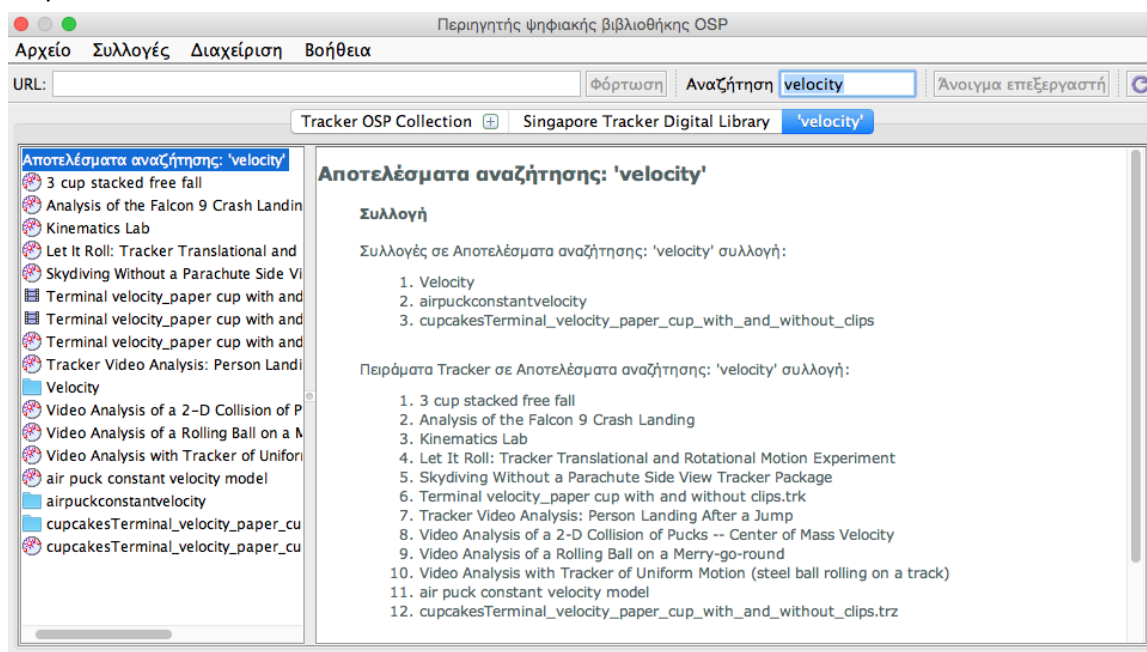 Περιηγητής ψηφιακής βιβλιοθήκης OSP
Αρχείο Συλλογές Διαχείριση Βοήθεια
URL: Φόρτωση Αναζήτηση velocity Άνοιγμα επεξεργαστή
Tracker OSP Collection Singapore Tracker Digital Library 'velocity'
Αποτελέσματα αναζήτησης: 'velocity'
3 cup stacked free fall
Analysis of the Falcon 9 Crash Landin
Kinematics Lab
Let It Roll: Tracker Translational and
Skydiving Without a Parachute Side Vi
Terminal velocity_paper cup with and
Terminal velocity_paper cup with and
Terminal velocity_paper cup with and
Tracker Video Analysis: Person Landi
Velocity
Video Analysis of a 2-D Collision of P
Video Analysis of a Rolling Ball on a M
Video Analysis with Tracker of Unifor
air puck constant velocity model
airpuckconstantvelocity
cupcakesTerminal_velocity_paper_cu
cupcakesTerminal_velocity_paper_cu
Αποτελέσματα αναζήτησης: 'velocity'
Συλλογή
Συλλογές σε Αποτελέσματα αναζήτησης: 'velocity' συλλογή:
1. Velocity
2. airpuckconstantvelocity
3. cupcakesTerminal_velocity_paper_cup_with_and_without_clips
Πειράματα Tracker σε Αποτελέσματα αναζήτησης: 'velocity' συλλογή:
1. 3 cup stacked free fall
2. Analysis of the Falcon 9 Crash Landing
3. Kinematics Lab
4. Let It Roll: Tracker Translational and Rotational Motion Experiment
5. Skydiving Without a Parachute Side View Tracker Package
6. Terminal velocity_paper cup with and without clips.trk
7. Tracker Video Analysis: Person Landing After a Jump
8. Video Analysis of a 2-D Collision of Pucks -- Center of Mass Velocity
9. Video Analysis of a Rolling Ball on a Merry-go-round
10. Video Analysis with Tracker of Uniform Motion (steel ball rolling on a track)
11. air puck constant velocity model
12. cupcakesTerminal_velocity_paper_cup_with_and_without_clips.trz